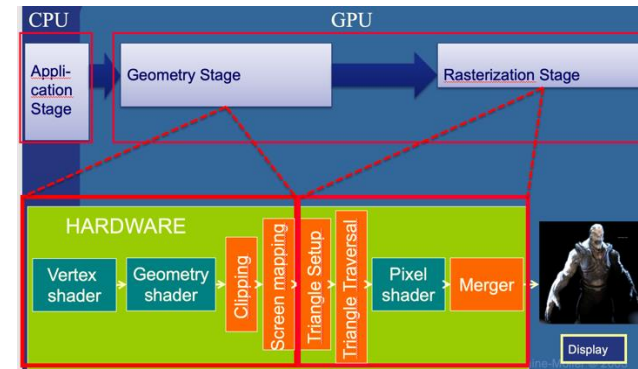 CPU
GPU
Appli-
cation
Stage
Geometry Stage
Rasterization Stage
HARDWARE
Vertex
shader
Geometry
shader
Clipping
Screen mapping
Triangle Setup
Triangle Traversal
Pixel
shader
Merger
Display